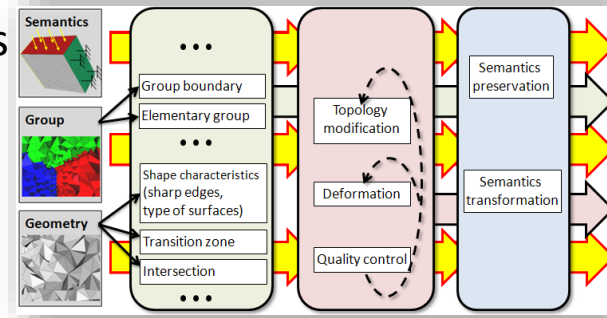 s
Semantics
Group
Geometry
• • •
Group boundary
Elementary group
• • •
Shape characteristics
(sharp edges,
type of surfaces)
Transition zone
Intersection
• • •
Topology
modification
Deformation
Quality control
Semantics
preservation
Semantics
transformation